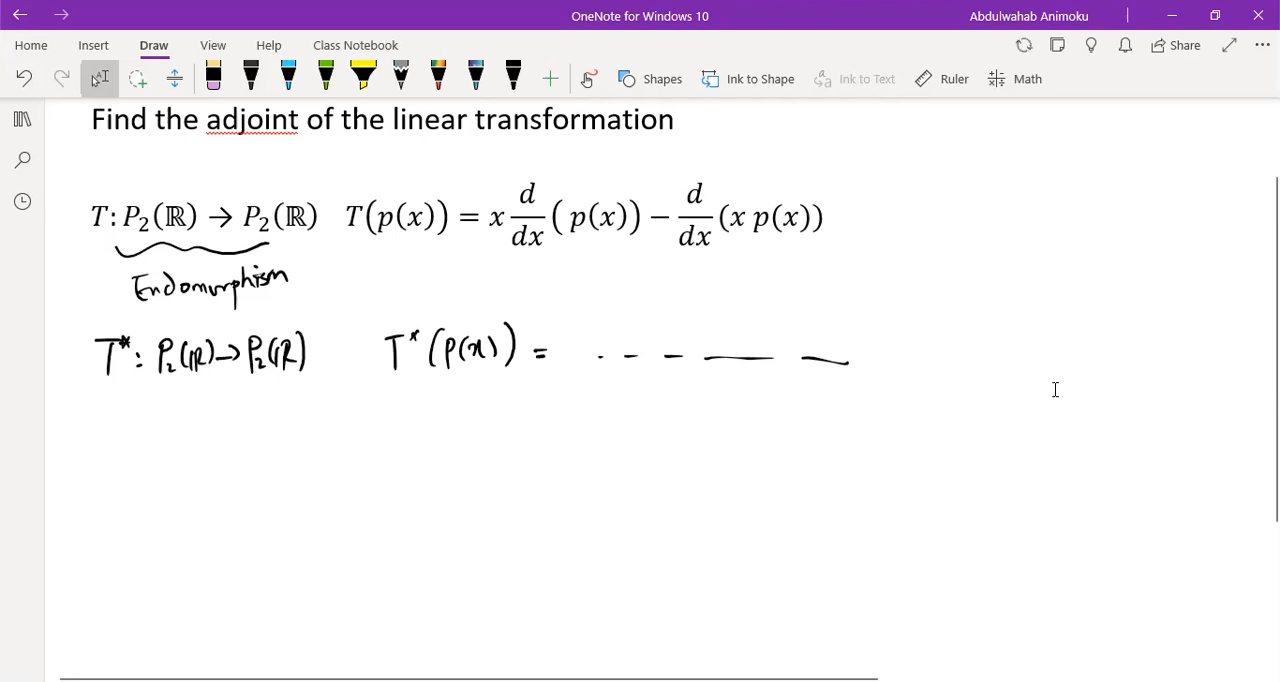 OneNote for Windows 10
Abdulwahab Animoku
Home Insert Draw View Help Class Notebook Share
Shapes Ink to Shape Ink to Text Ruler Math
Find the adjoint of the linear transformation
T: P₂(ℝ) → P₂(ℝ) T(p(x)) = x d/dx (p(x)) − d/dx (x p(x))
Endomorphism
T*: P₂(ℝ) → P₂(ℝ) T*(p(x)) =